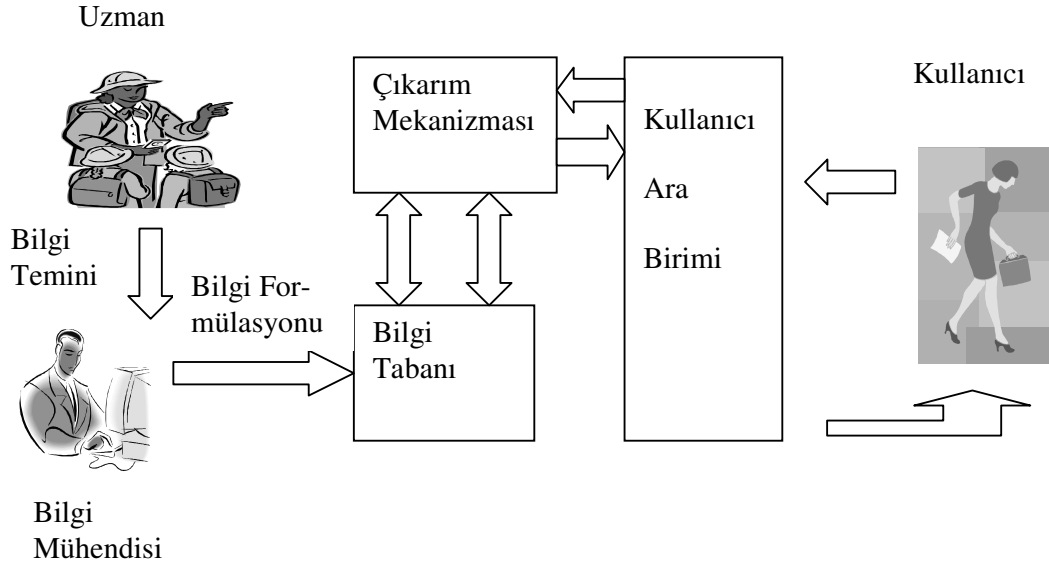 Uzman
Çıkarım
Mekanizması
Kullanıcı
Ara
Birimi
Kullanıcı
Bilgi
Temini
Bilgi For-
mülasyonu
Bilgi
Tabanı
Bilgi
Mühendisi